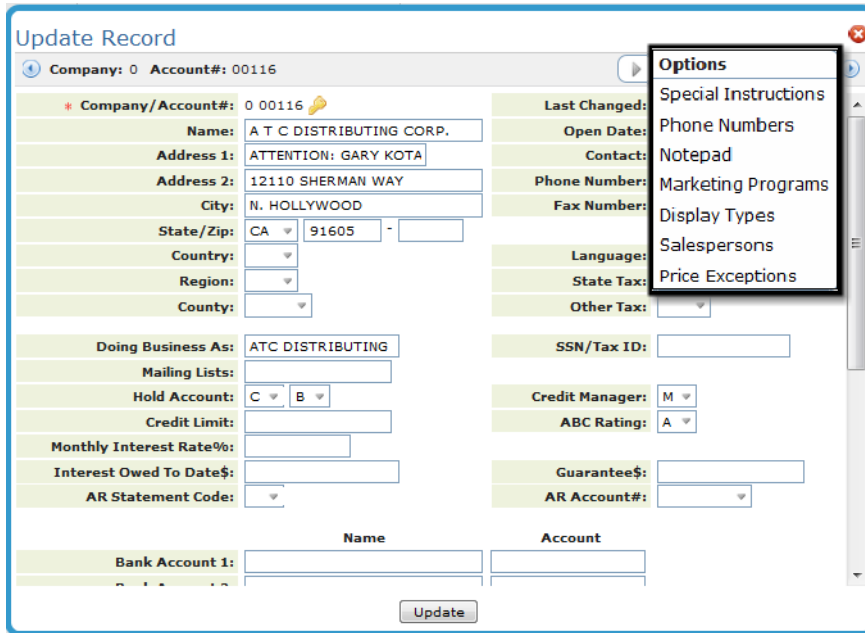 Update Record
Company: 0 Account#: 00116
Options
Special Instructions
Phone Numbers
Notepad
Marketing Programs
Display Types
Salespersons
Price Exceptions
* Company/Account#: 0 00116 Last Changed:
Name: A T C DISTRIBUTING CORP. Open Date:
Address 1: ATTENTION: GARY KOTA Contact:
Address 2: 12110 SHERMAN WAY Phone Number:
City: N. HOLLYWOOD Fax Number:
State/Zip: CA 91605 -
Country: Language:
Region: State Tax:
County: Other Tax:
Doing Business As: ATC DISTRIBUTING SSN/Tax ID:
Mailing Lists:
Hold Account: C B Credit Manager: M
Credit Limit: ABC Rating: A
Monthly Interest Rate%:
Interest Owed To Date$: Guarantee$:
AR Statement Code: AR Account#:
Name Account
Bank Account 1:
Update